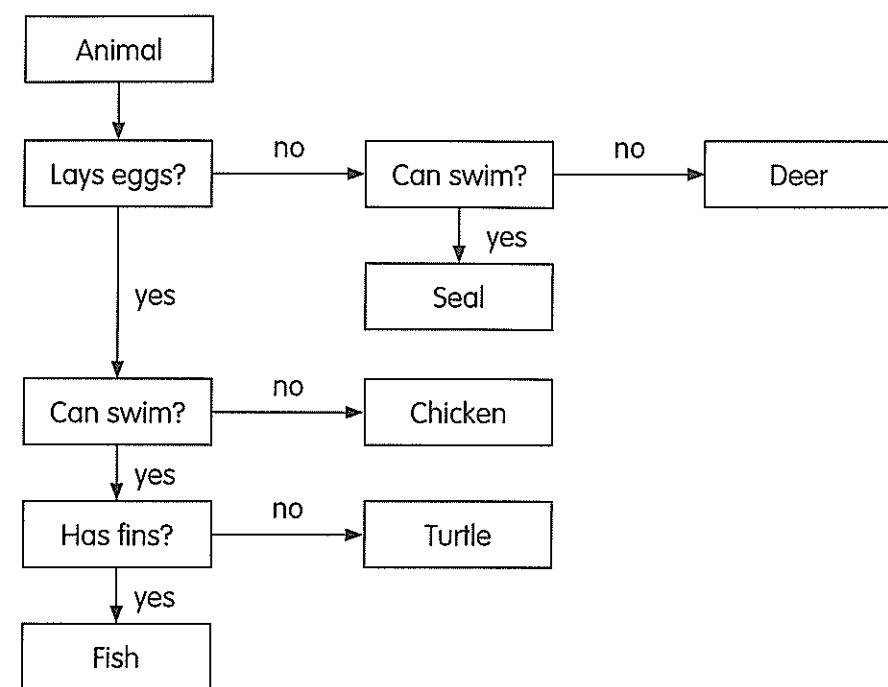 Animal
Lays eggs?
no
Can swim?
no
Deer
yes
Seal
yes
Can swim?
no
Chicken
yes
Has fins?
no
Turtle
yes
Fish